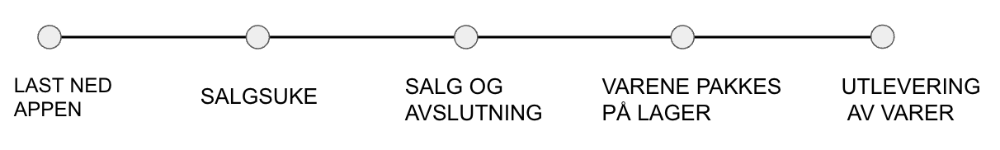 LAST NED
APPEN
SALGSUKE
SALG OG
AVSLUTNING
VARENE PAKKES
PÅ LAGER
UTLEVERING
AV VARER